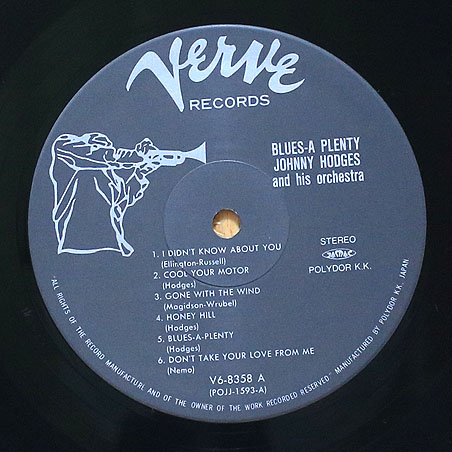 Verve
RECORDS
BLUES-A PLENTY
JOHNNY HODGES
and his orchestra
1. I DIDN'T KNOW ABOUT YOU
(Ellington-Russell)
2. COOL YOUR MOTOR
(Hodges)
3. GONE WITH THE WIND
(Magidson-Wrubel)
4. HONEY HILL
(Hodges)
5. BLUES-A-PLENTY
(Hodges)
6. DON'T TAKE YOUR LOVE FROM ME
(Nemo)
STEREO
POLYDOR K.K.
V6-8358 A
(POJJ-1593-A)
"ALL RIGHTS OF THE RECORD MANUFACTURE AND OF THE OWNER OF THE WORK RECORDED RESERVED" MANUFACTURED BY POLYDOR K.K. JAPAN